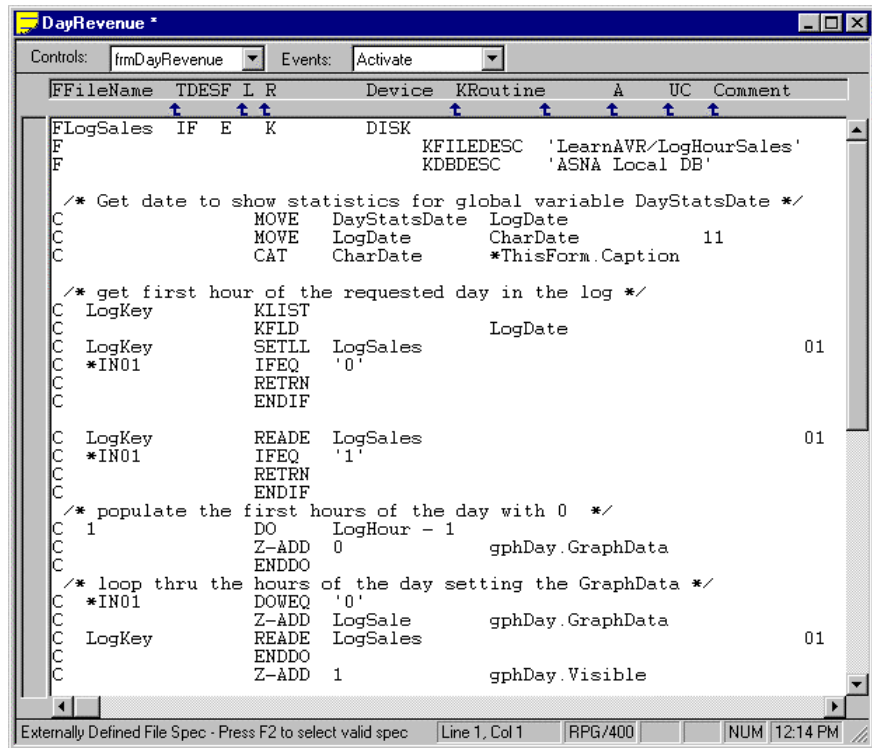 DayRevenue *
Controls: frmDayRevenue Events: Activate
FFileName TDESF L R Device KRoutine A UC Comment
FLogSales IF E K DISK
F KFILEDESC 'LearnAVR/LogHourSales'
F KDBDESC 'ASNA Local DB'
/* Get date to show statistics for global variable DayStatsDate */
C MOVE DayStatsDate LogDate
C MOVE LogDate CharDate 11
C CAT CharDate *ThisForm.Caption
/* get first hour of the requested day in the log */
C LogKey KLIST
C KFLD LogDate
C LogKey SETLL LogSales 01
C *IN01 IFEQ '0'
C RETRN
C ENDIF
C LogKey READE LogSales 01
C *IN01 IFEQ '1'
C RETRN
C ENDIF
/* populate the first hours of the day with 0 */
C 1 DO LogHour - 1
C Z-ADD 0 gphDay.GraphData
C ENDDO
/* loop thru the hours of the day setting the GraphData */
C *IN01 DOWEQ '0'
C Z-ADD LogSale gphDay.GraphData
C LogKey READE LogSales 01
C ENDDO
C Z-ADD 1 gphDay.Visible
Externally Defined File Spec - Press F2 to select valid spec Line 1, Col 1 RPG/400 NUM 12:14 PM